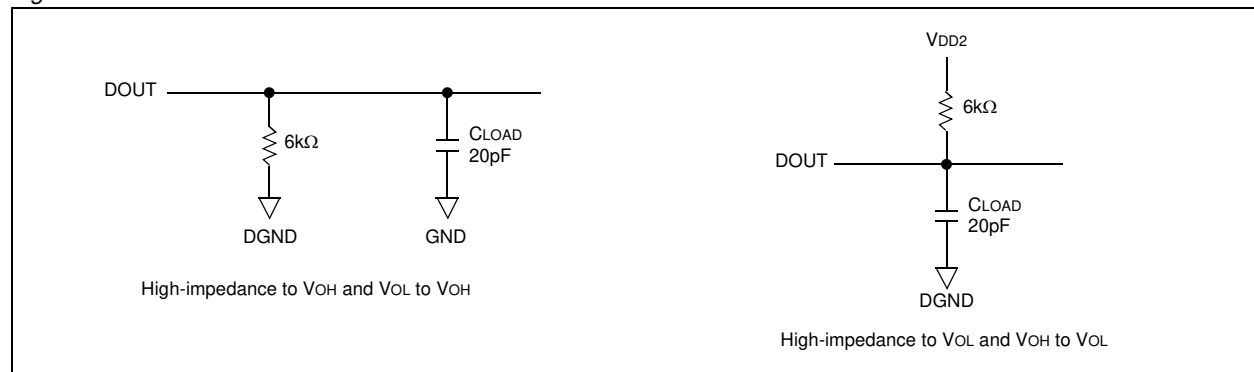 DOUT
6kΩ
CLOAD
20pF
DGND
GND
High-impedance to VOH and VOL to VOH
VDD2
6kΩ
DOUT
CLOAD
20pF
DGND
High-impedance to VOL and VOH to VOL